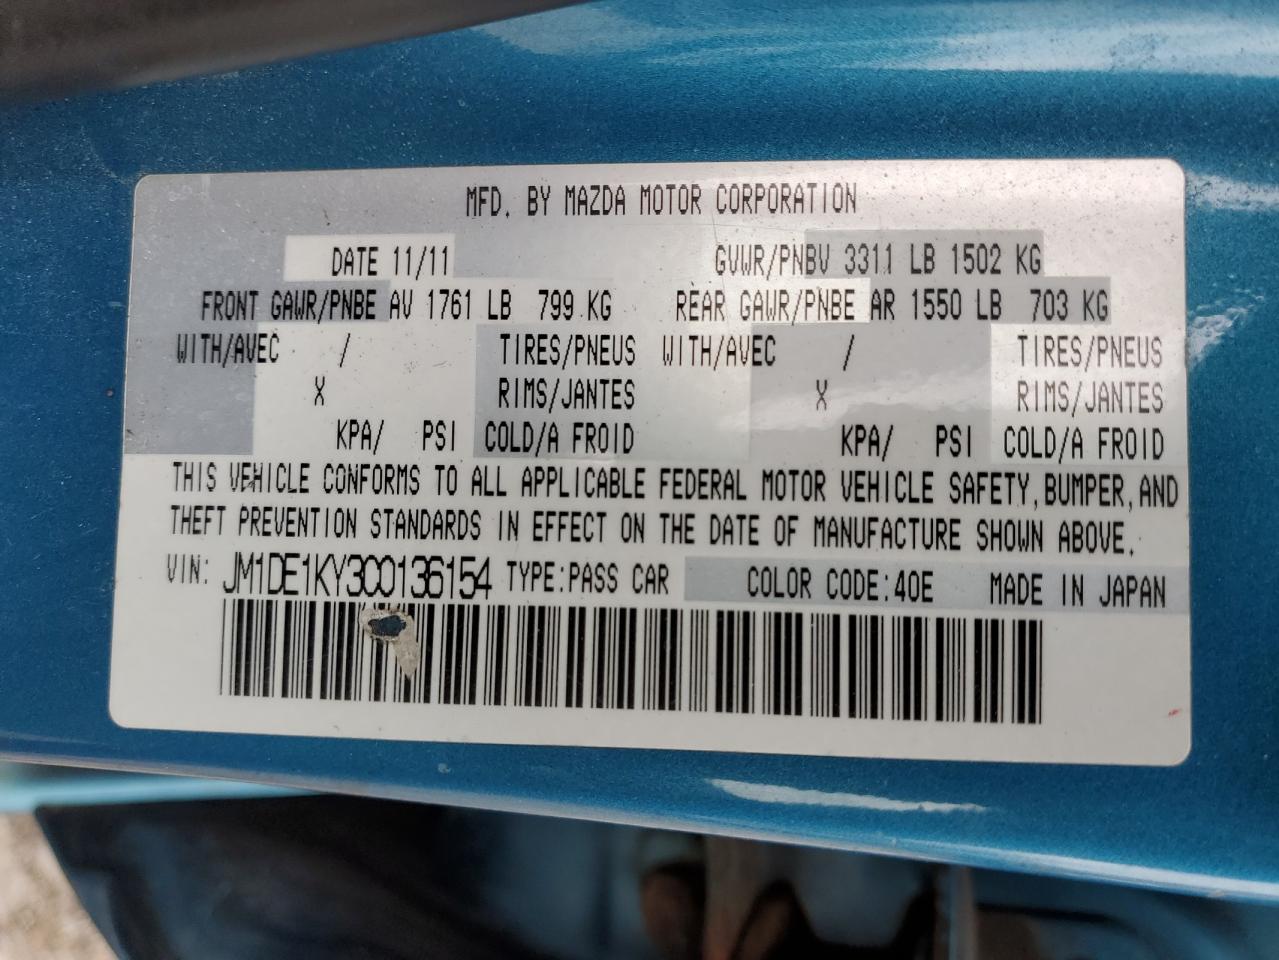 MFD. BY MAZDA MOTOR CORPORATION
DATE 11/11 GVWR/PNBV 3311 LB 1502 KG
FRONT GAWR/PNBE AV 1761 LB 799 KG REAR GAWR/PNBE AR 1550 LB 703 KG
WITH/AVEC / TIRES/PNEUS WITH/AVEC / TIRES/PNEUS
X RIMS/JANTES X RIMS/JANTES
KPA/ PSI COLD/A FROID KPA/ PSI COLD/A FROID
THIS VEHICLE CONFORMS TO ALL APPLICABLE FEDERAL MOTOR VEHICLE SAFETY, BUMPER, AND
THEFT PREVENTION STANDARDS IN EFFECT ON THE DATE OF MANUFACTURE SHOWN ABOVE.
VIN: JM1DE1KY3C0136154 TYPE:PASS CAR COLOR CODE:40E MADE IN JAPAN